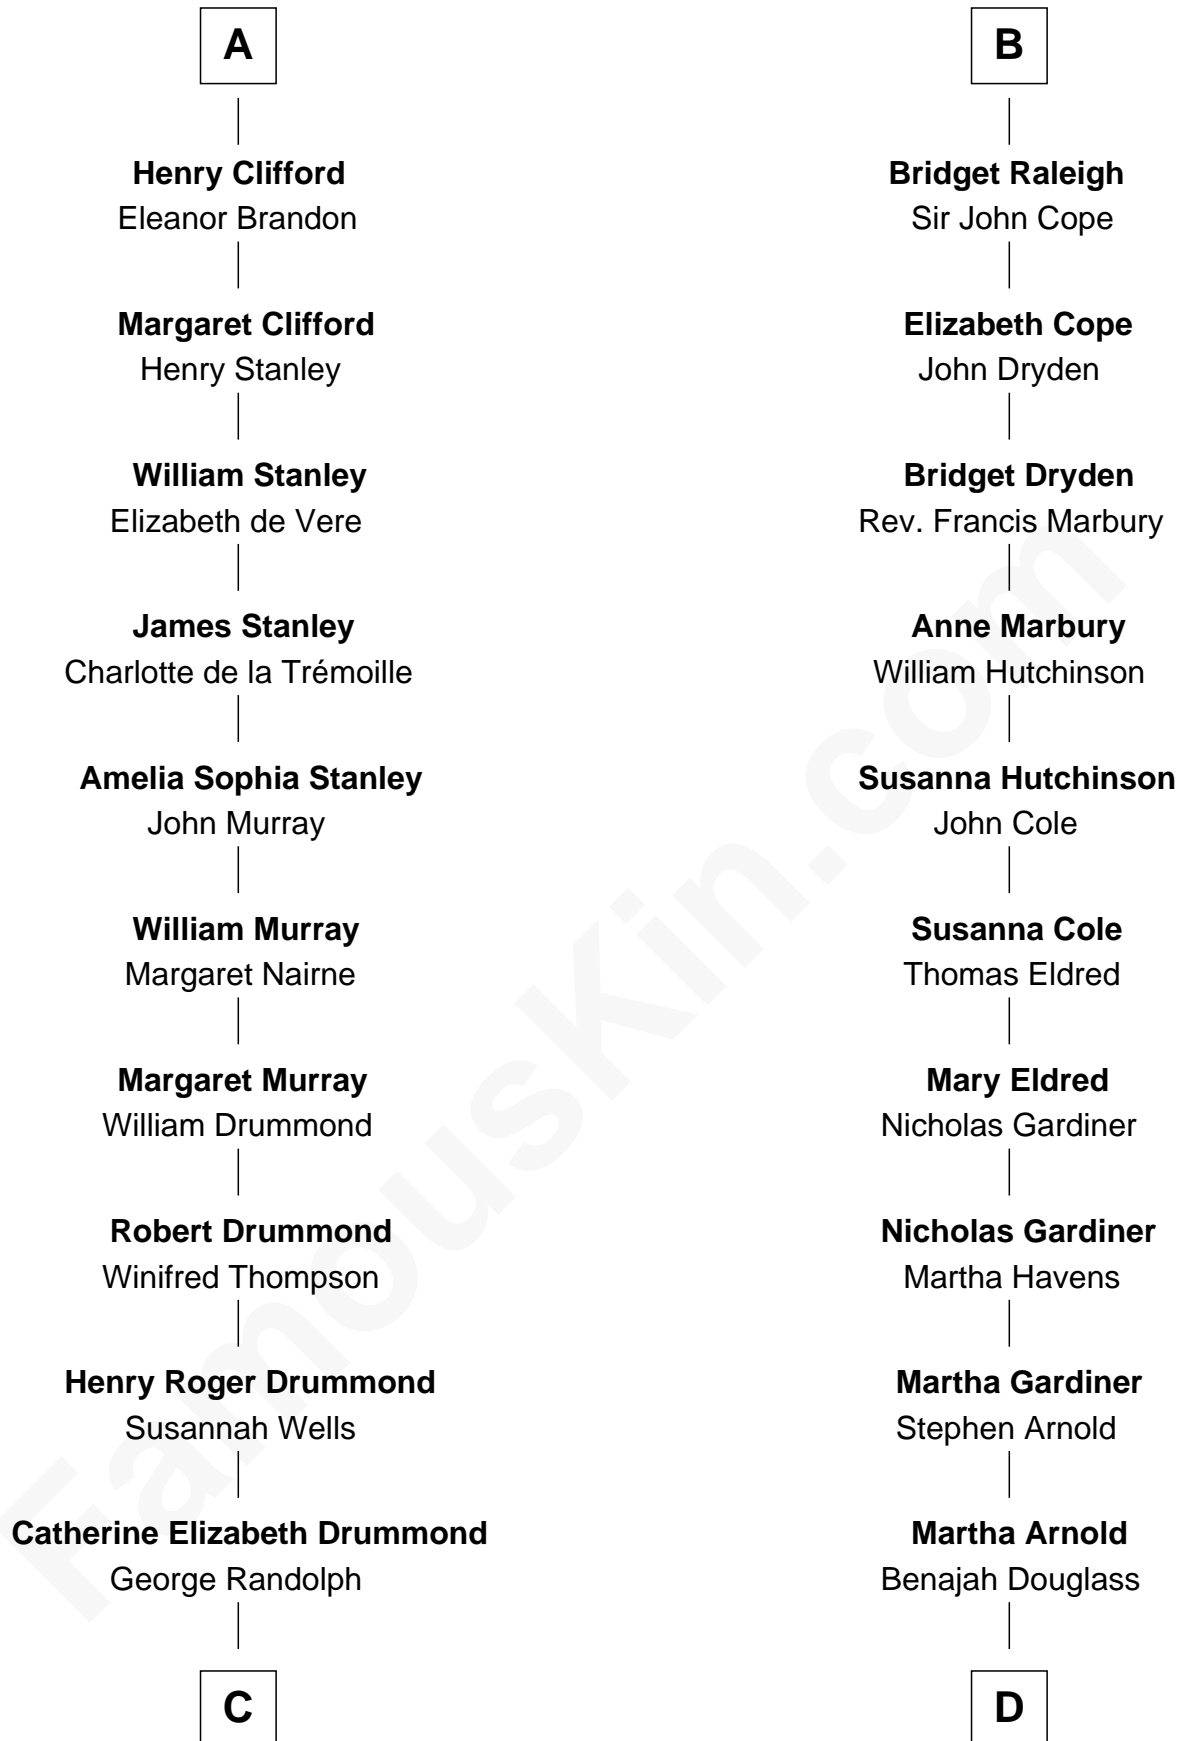 A
Henry Clifford
Eleanor Brandon
Margaret Clifford
Henry Stanley
William Stanley
Elizabeth de Vere
James Stanley
Charlotte de la Trémoille
Amelia Sophia Stanley
John Murray
William Murray
Margaret Nairne
Margaret Murray
William Drummond
Robert Drummond
Winifred Thompson
Henry Roger Drummond
Susannah Wells
Catherine Elizabeth Drummond
George Randolph
C
B
Bridget Raleigh
Sir John Cope
Elizabeth Cope
John Dryden
Bridget Dryden
Rev. Francis Marbury
Anne Marbury
William Hutchinson
Susanna Hutchinson
John Cole
Susanna Cole
Thomas Eldred
Mary Eldred
Nicholas Gardiner
Nicholas Gardiner
Martha Havens
Martha Gardiner
Stephen Arnold
Martha Arnold
Benajah Douglass
D
FamousKin.com